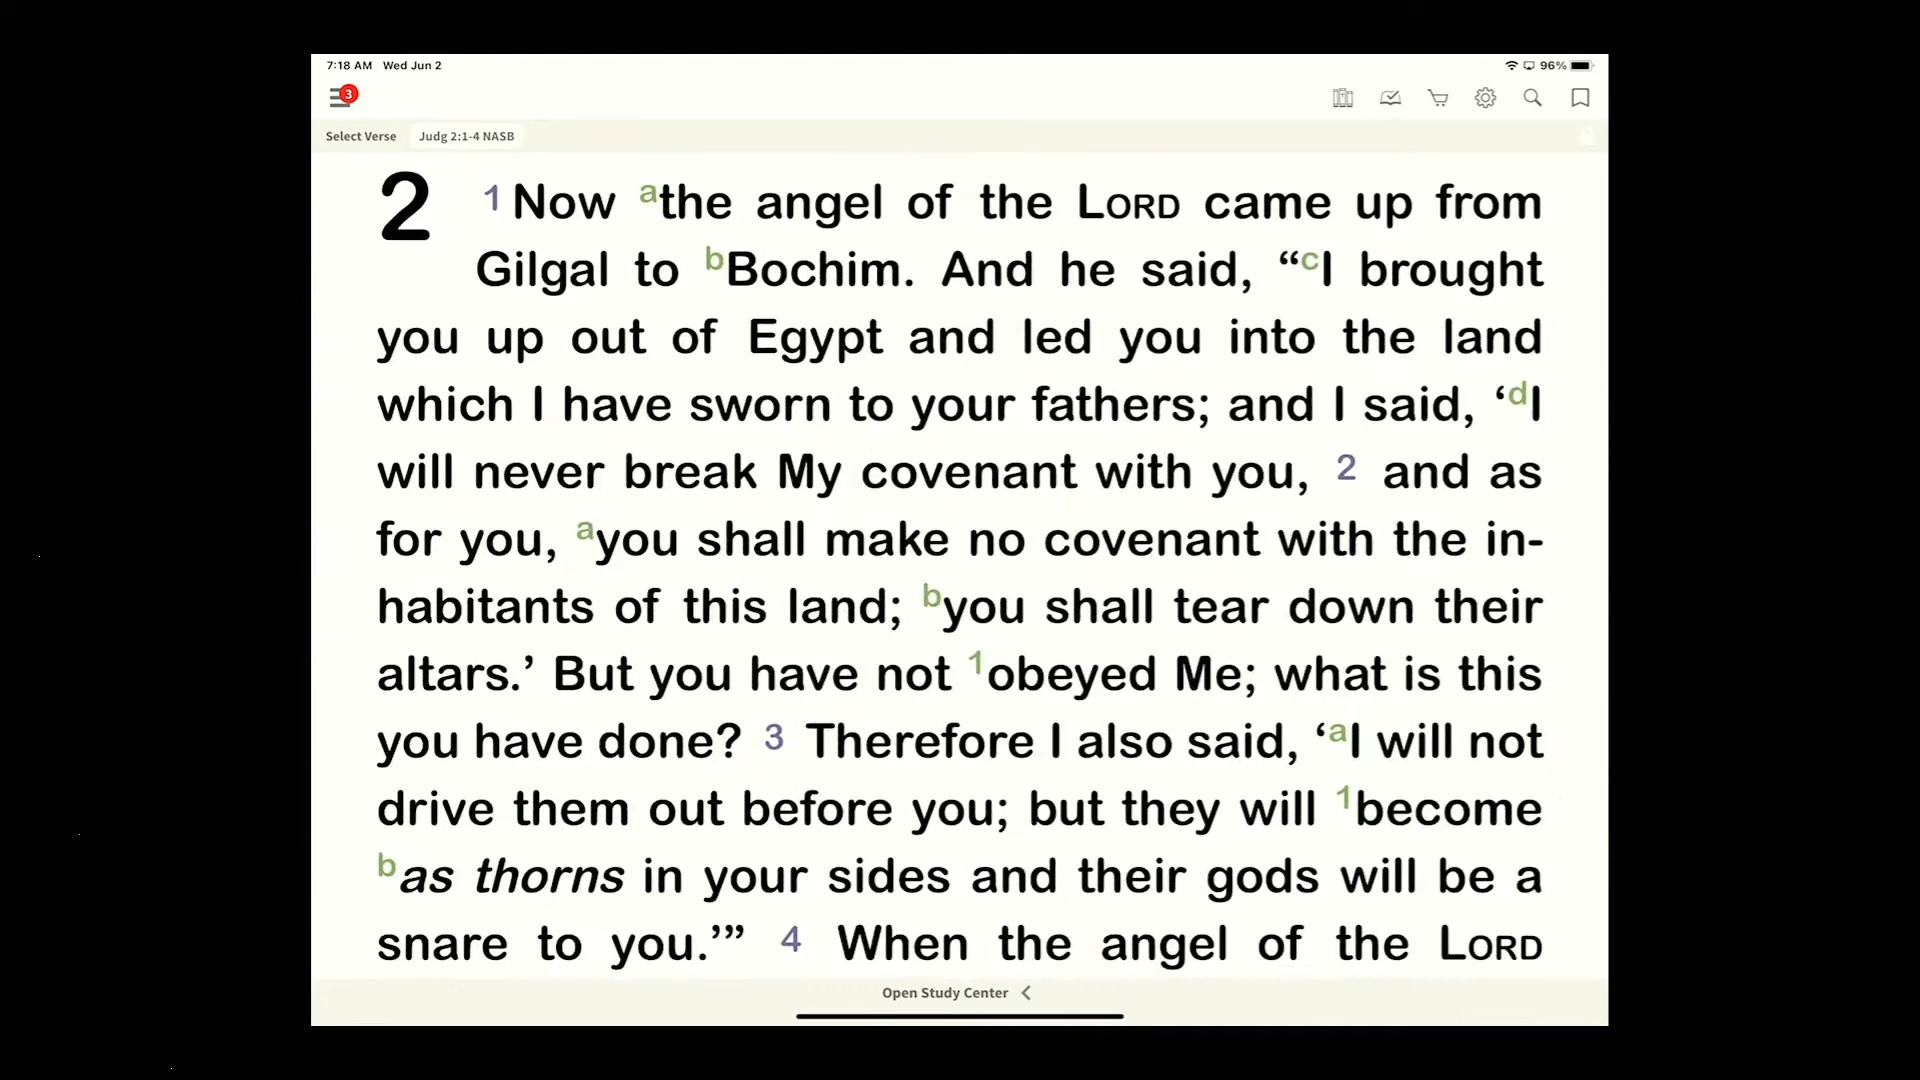 7:18 AM Wed Jun 2
96%
3
Select Verse Judg 2:1-4 NASB
2 1 Now athe angel of the LORD came up from
Gilgal to bBochim. And he said, “cI brought
you up out of Egypt and led you into the land
which I have sworn to your fathers; and I said, ‘dI
will never break My covenant with you, 2 and as
for you, ayou shall make no covenant with the in-
habitants of this land; byou shall tear down their
altars.’ But you have not 1obeyed Me; what is this
you have done? 3 Therefore I also said, ‘aI will not
drive them out before you; but they will 1become
bas thorns in your sides and their gods will be a
snare to you.’” 4 When the angel of the LORD
Open Study Center